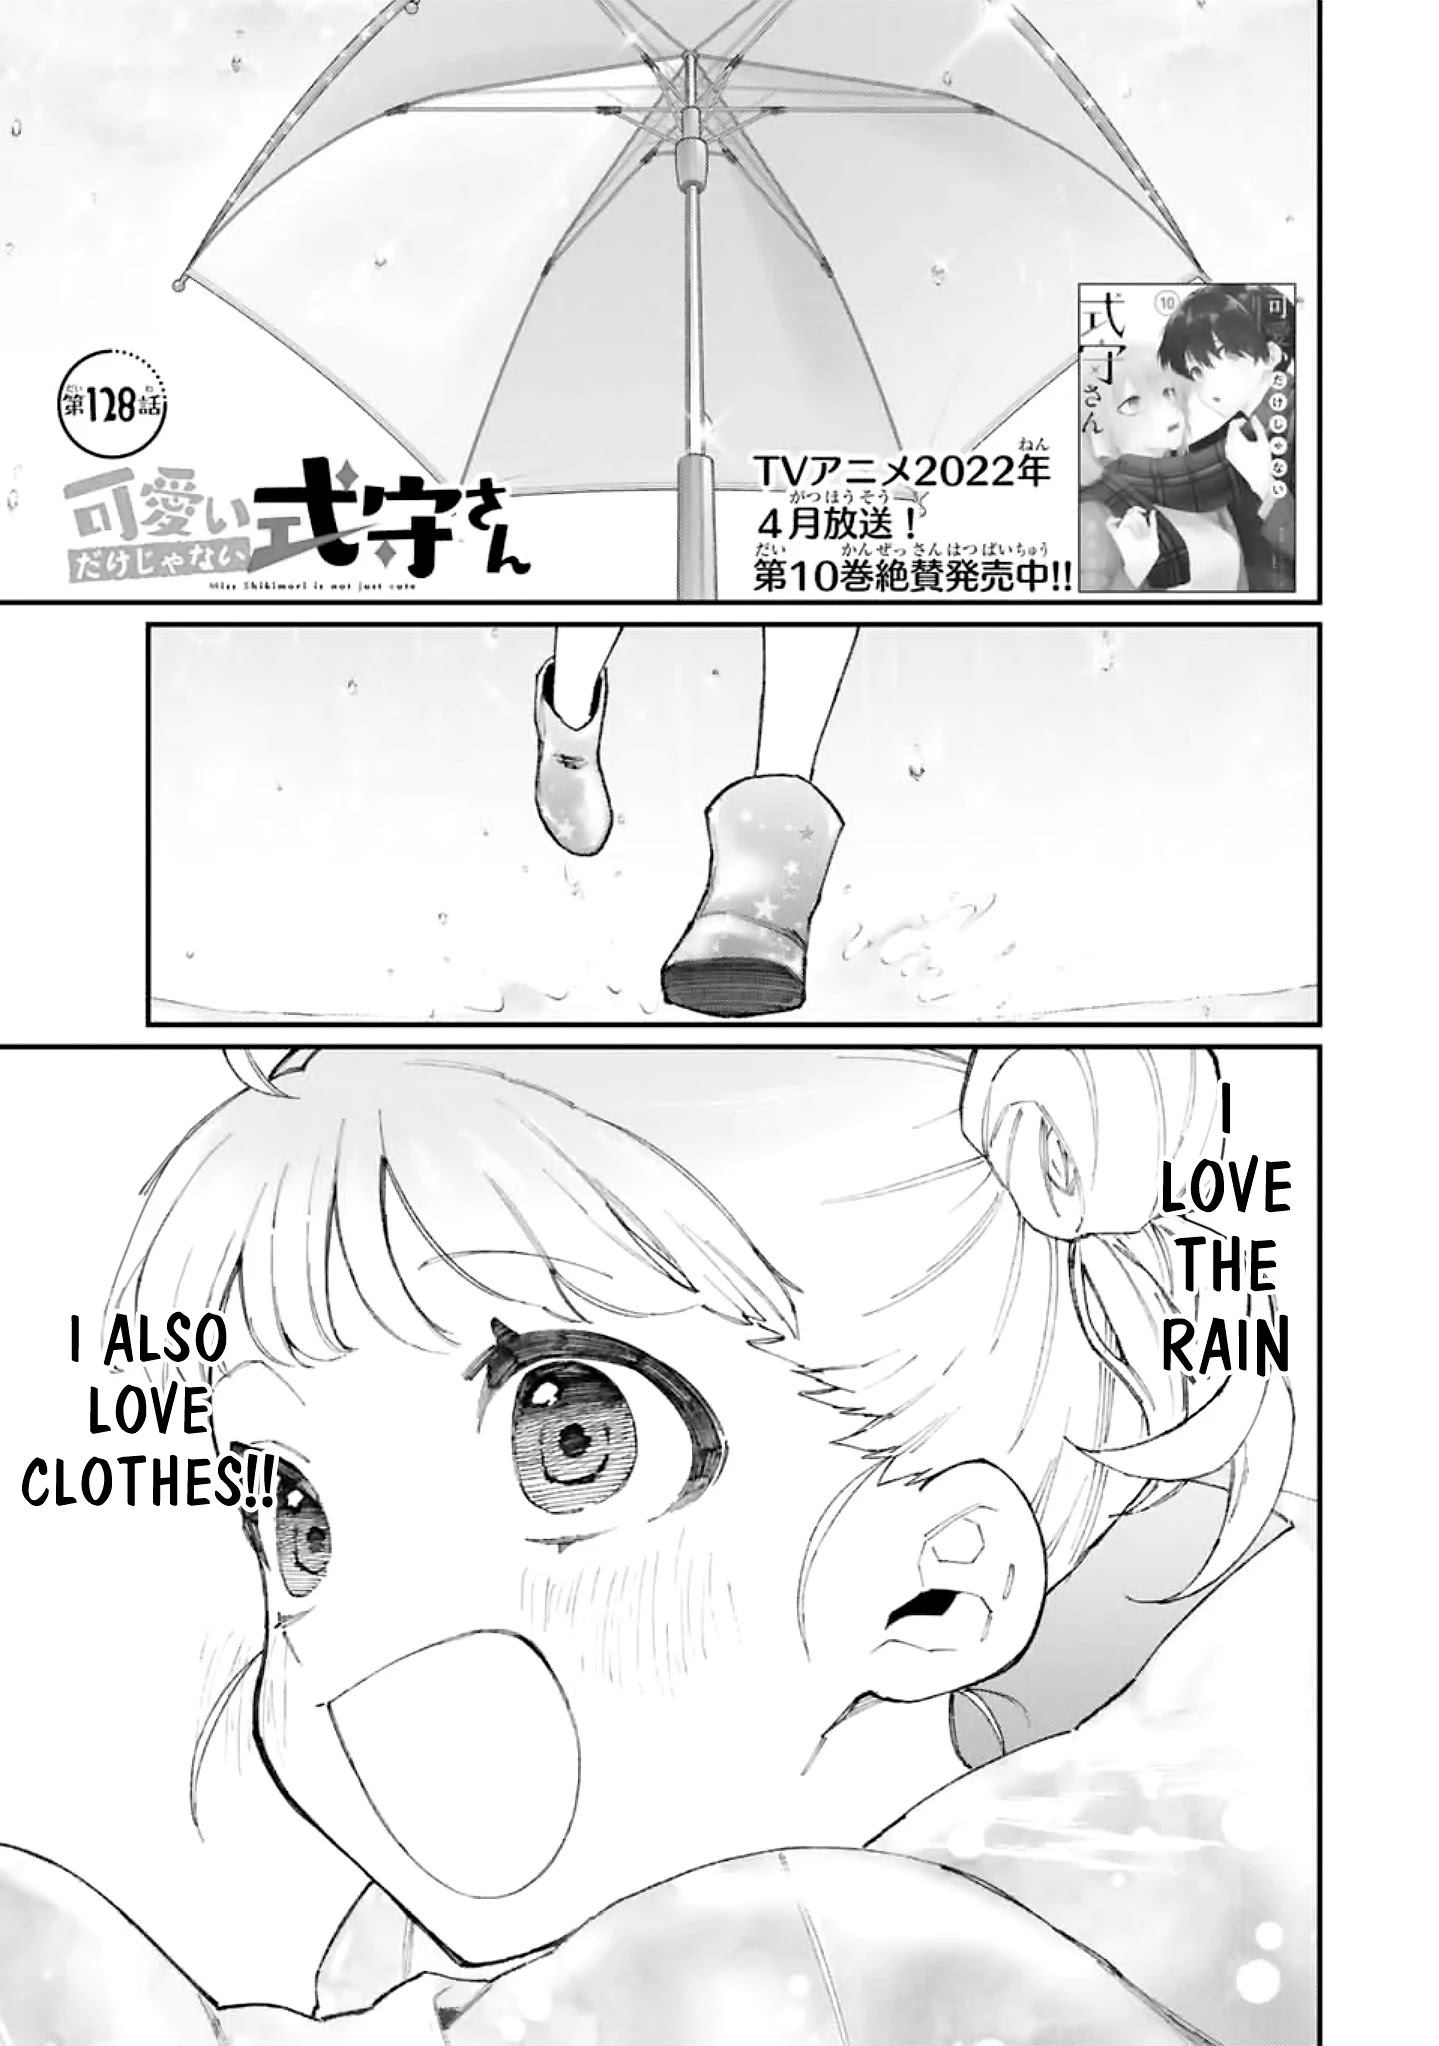 第128話
可愛い
だけじゃない
式守さん
Miss Shikimori is not just cute
TVアニメ2022年
4月放送!
第10巻絶賛発売中!!
10
可愛い
だけじゃない
式守さん
I
LOVE
THE
RAIN
I ALSO
LOVE
CLOTHES!!